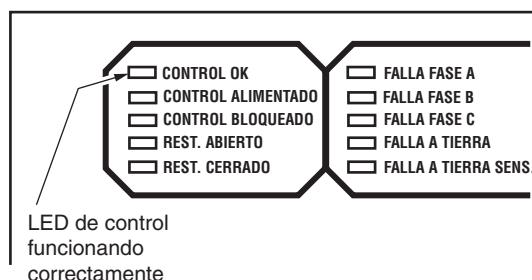 CONTROL OK
CONTROL ALIMENTADO
CONTROL BLOQUEADO
REST. ABIERTO
REST. CERRADO
FALLA FASE A
FALLA FASE B
FALLA FASE C
FALLA A TIERRA
FALLA A TIERRA SENS.
LED de control
funcionando
correctamente